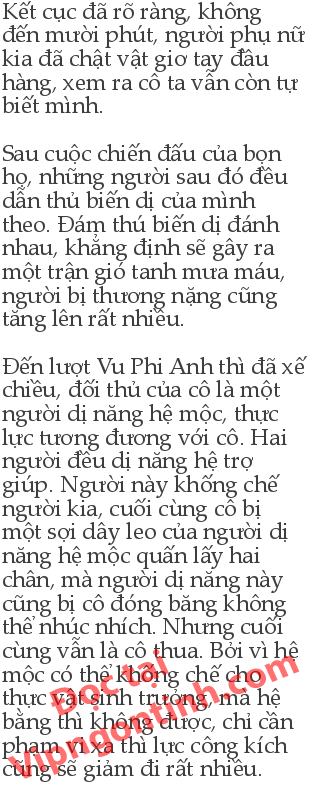 Kết cục đã rõ ràng, không
đến mười phút, người phụ nữ
kia đã chật vật giơ tay đầu
hàng, xem ra cô ta vẫn còn tự
biết mình.

Sau cuộc chiến đấu của bọn
họ, những người sau đó đều
dẫn thú biến dị của mình
theo. Đám thú biến dị đánh
nhau, khẳng định sẽ gây ra
một trận gió tanh mưa máu,
người bị thương nặng cũng
tăng lên rất nhiều.

Đến lượt Vu Phi Anh thì đã xế
chiều, đối thủ của cô là một
người dị năng hệ mộc, thực
lực tương đương với cô. Hai
người đều dị năng hệ trợ
giúp. Người này khống chế
người kia, cuối cùng cô bị
một sợi dây leo của người dị
năng hệ mộc quấn lấy hai
chân, mà người dị năng này
cũng bị cô đóng băng không
thể nhúc nhích. Nhưng cuối
cùng vẫn là cô thua. Bởi vì hệ
mộc có thể khống chế cho
thực vật sinh trưởng, mà hệ
băng thì không được, chỉ cần
phạm vi xa thì lực công kích
cũng sẽ giảm đi rất nhiều.
Đọc tại
Vipngontinh.com